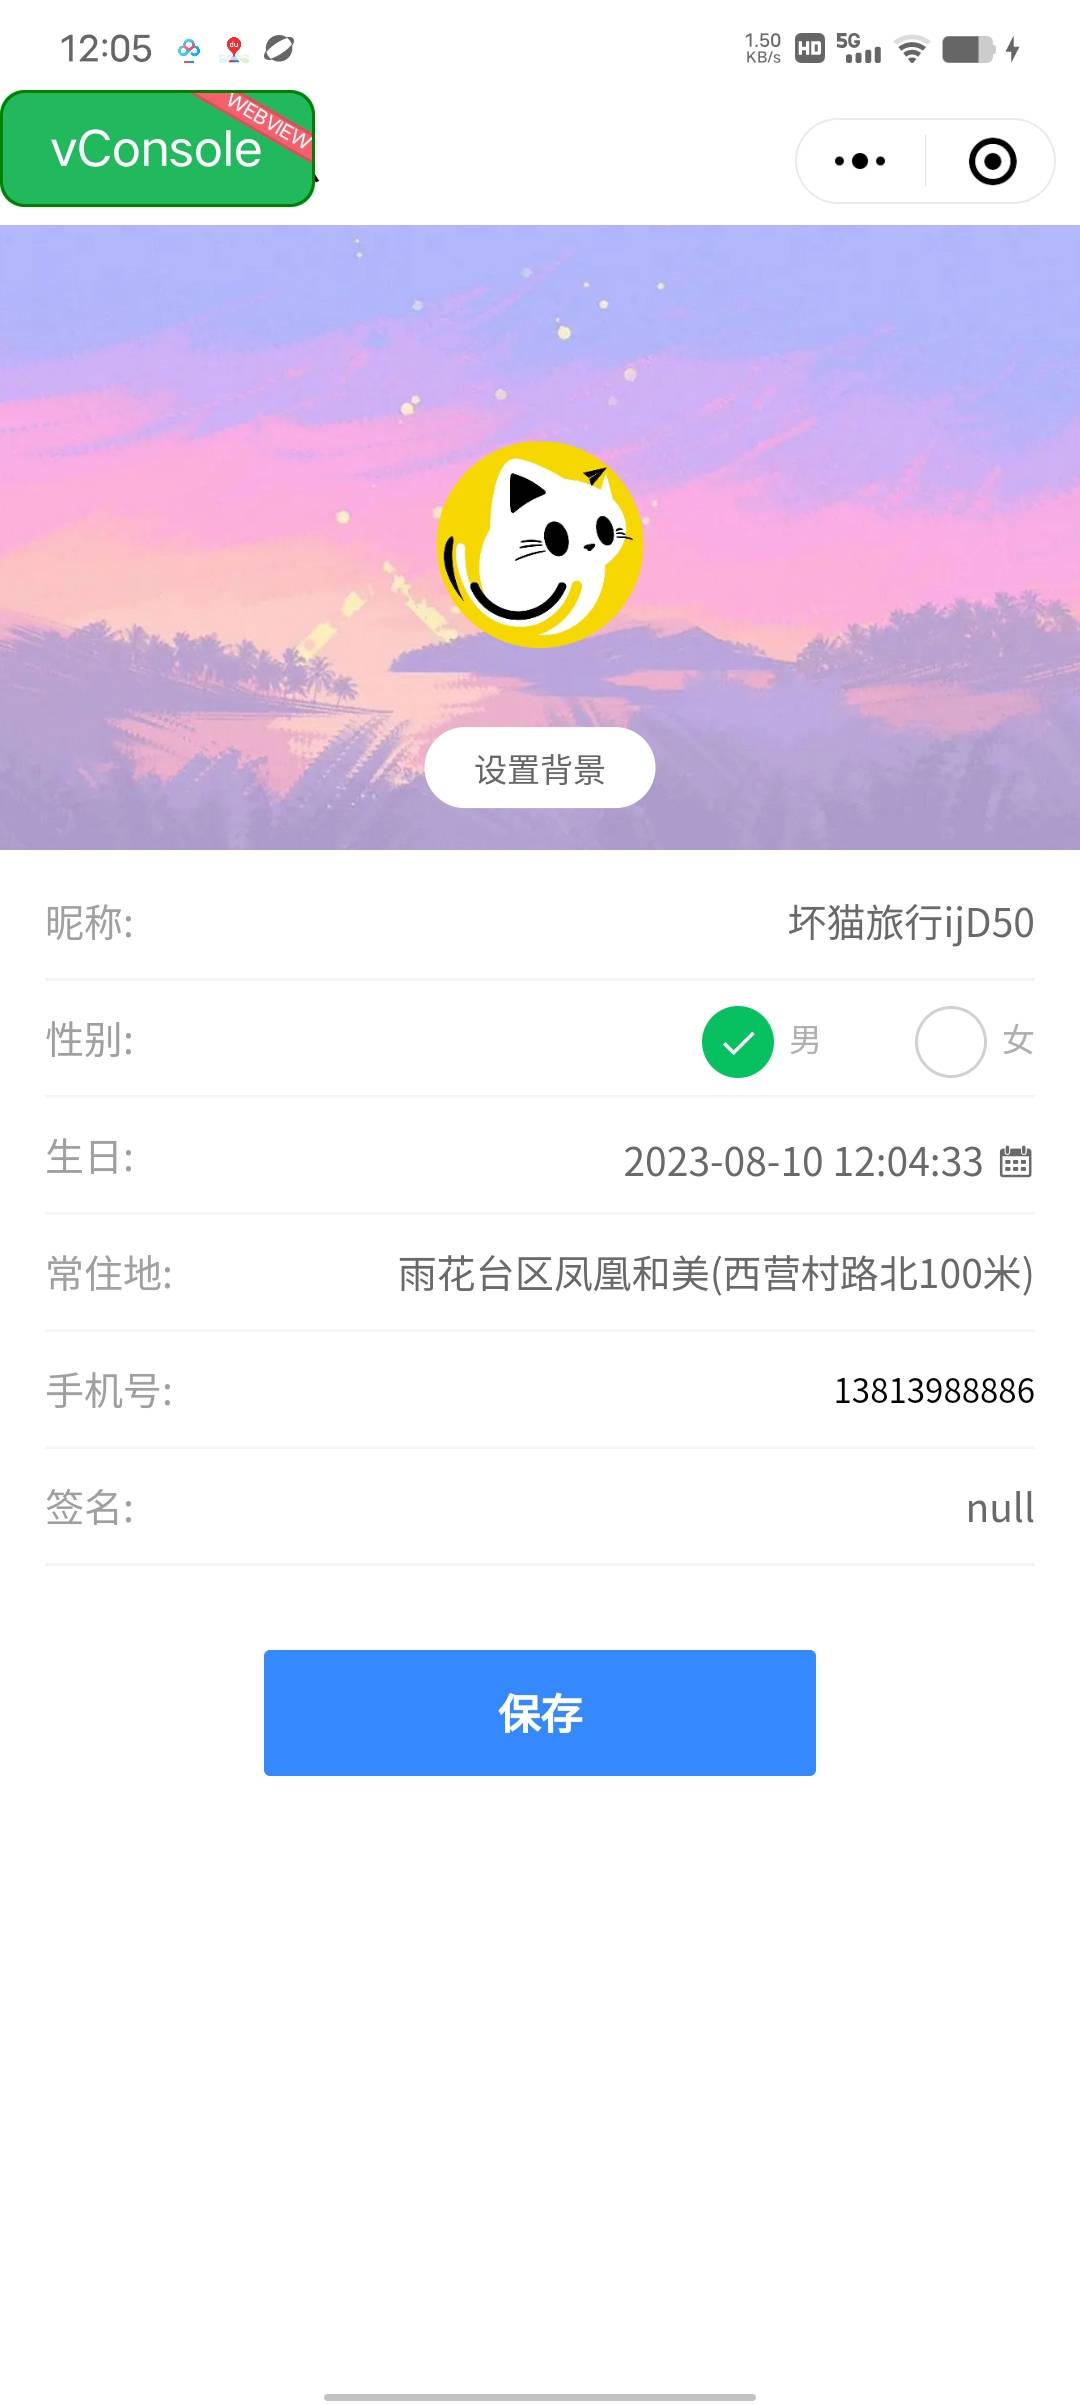 12:05
1.50 KB/s HD 5G
vConsole
WEBVIEW
设置背景
昵称: 坏猫旅行ijD50
性别: 男 女
生日: 2023-08-10 12:04:33
常住地: 雨花台区凤凰和美(西营村路北100米)
手机号: 13813988886
签名: null
保存